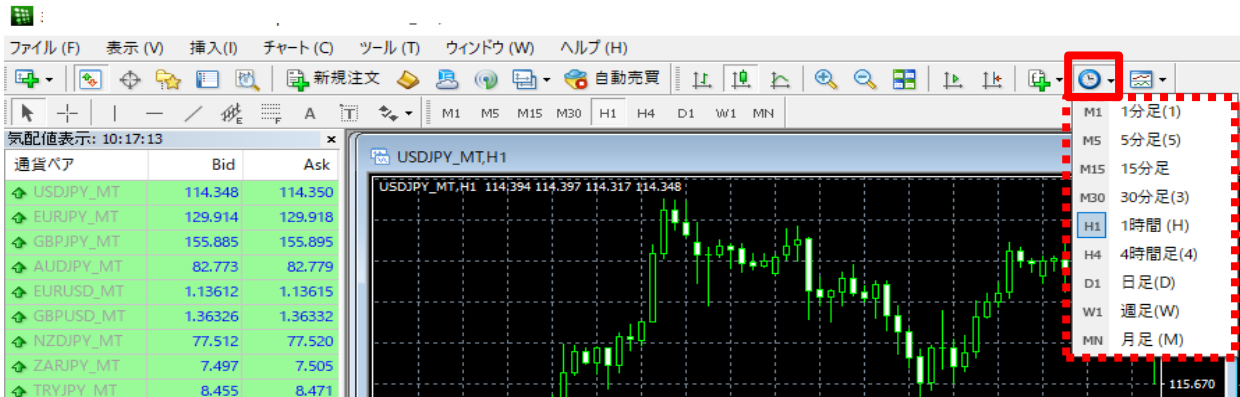 ファイル (F) 表示 (V) 挿入(I) チャート (C) ツール (T) ウィンドウ (W) ヘルプ (H)
新規注文 自動売買
A T M1 M5 M15 M30 H1 H4 D1 W1 MN
気配値表示: 10:17:13 ×
通貨ペア Bid Ask
USDJPY_MT 114.348 114.350
EURJPY_MT 129.914 129.918
GBPJPY_MT 155.885 155.895
AUDJPY_MT 82.773 82.779
EURUSD_MT 1.13612 1.13615
GBPUSD_MT 1.36326 1.36332
NZDJPY_MT 77.512 77.520
ZARJPY_MT 7.497 7.505
TRYJPY_MT 8.455 8.471
USDJPY_MT,H1
USDJPY_MT,H1 114.394 114.397 114.317 114.348
115.670
M1 1分足(1)
M5 5分足(5)
M15 15分足
M30 30分足(3)
H1 1時間 (H)
H4 4時間足(4)
D1 日足(D)
W1 週足(W)
MN 月足 (M)